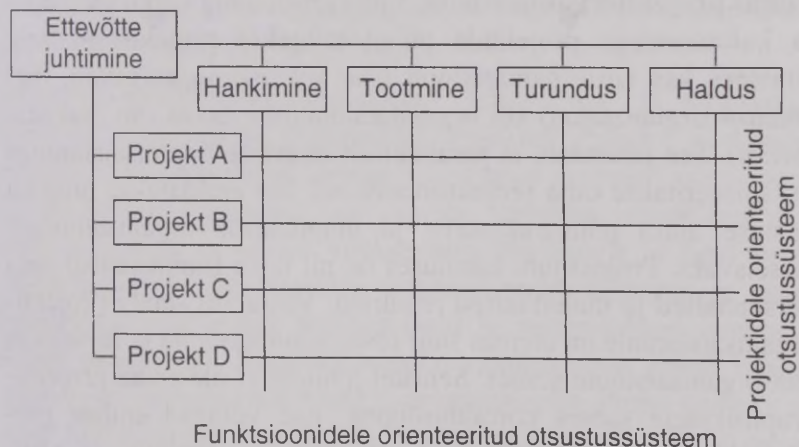 Ettevõtte
juhtimine
Hankimine
Tootmine
Turundus
Haldus
Projekt A
Projekt B
Projekt C
Projekt D
Projektidele orienteeritud
otsustussüsteem
Funktsioonidele orienteeritud otsustussüsteem